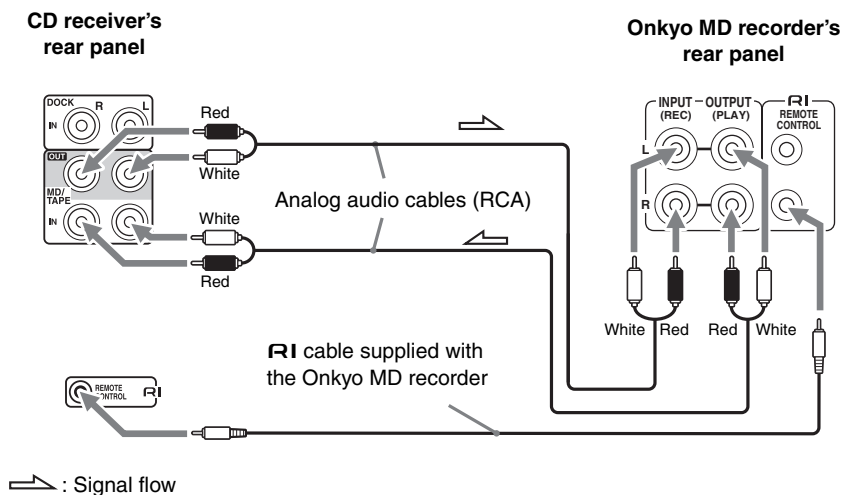 CD receiver's
rear panel
Onkyo MD recorder's
rear panel
DOCK
R
L
IN
OUT
MD/
TAPE
IN
Red
White
Analog audio cables (RCA)
White
Red
INPUT
(REC)
OUTPUT
(PLAY)
RI
REMOTE
CONTROL
L
R
White
Red
Red
White
RI cable supplied with
the Onkyo MD recorder
REMOTE
CONTROL
RI
: Signal flow